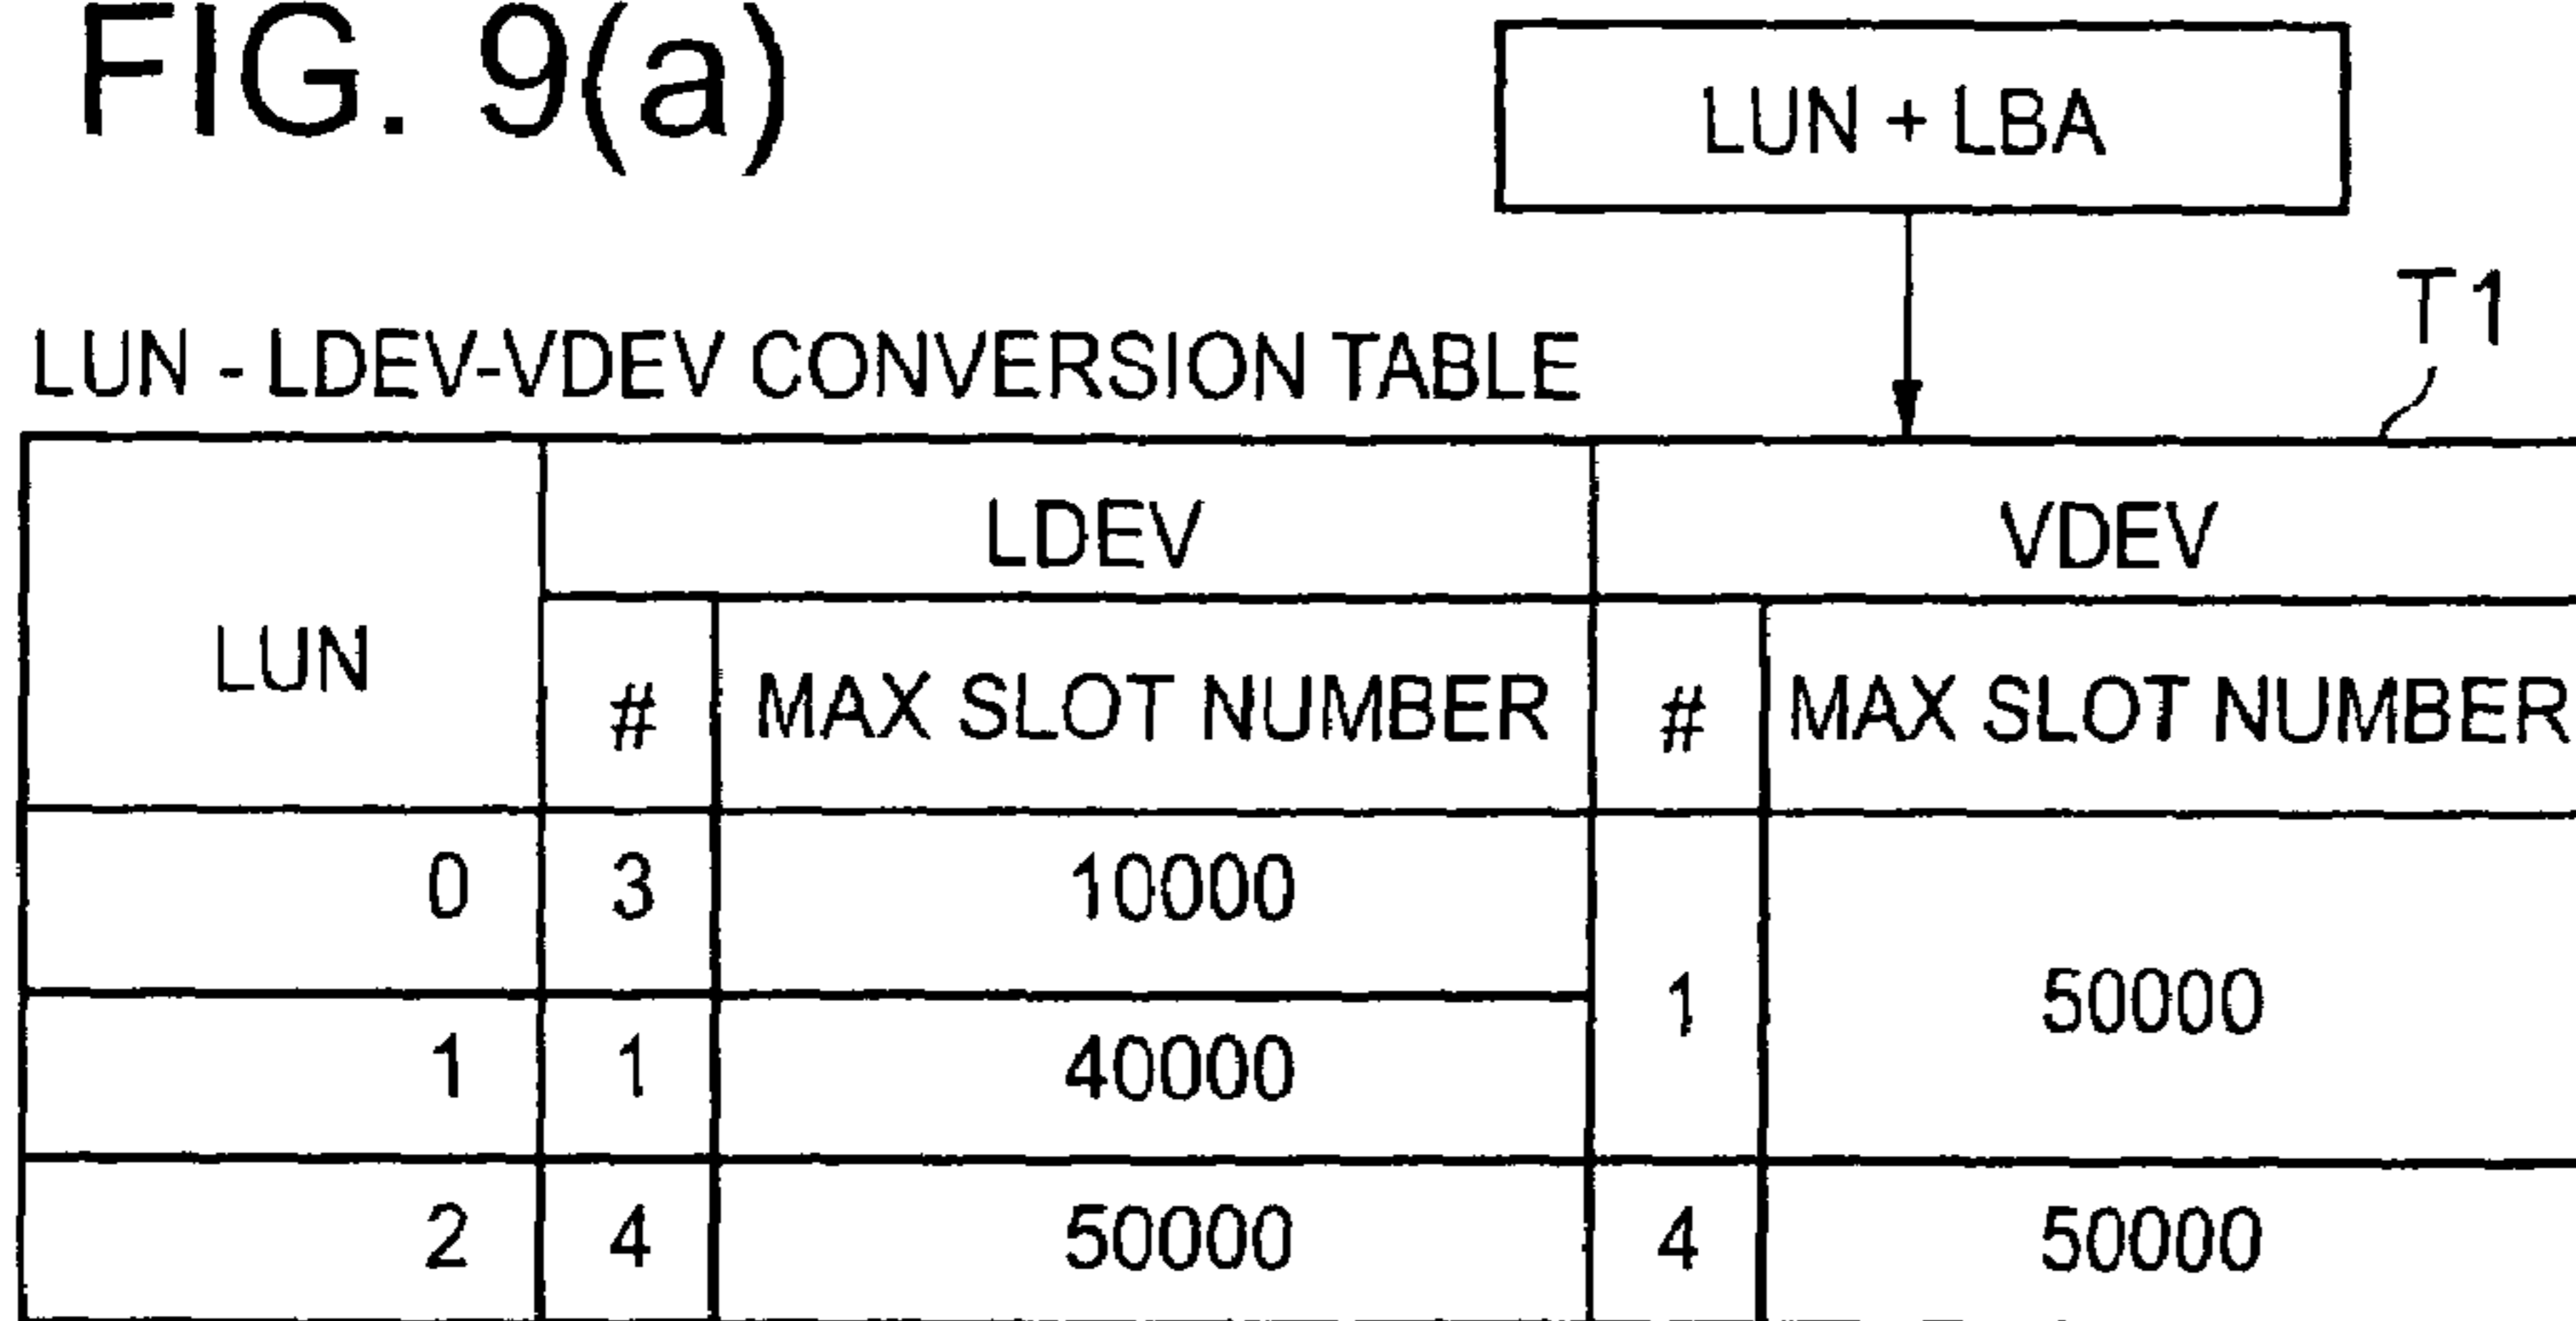 FIG. 9(a)
LUN + LBA
T1
LUN - LDEV-VDEV CONVERSION TABLE
LUN LDEV VDEV
# MAX SLOT NUMBER # MAX SLOT NUMBER
0 3 10000 1 50000
1 1 40000
2 4 50000 4 50000